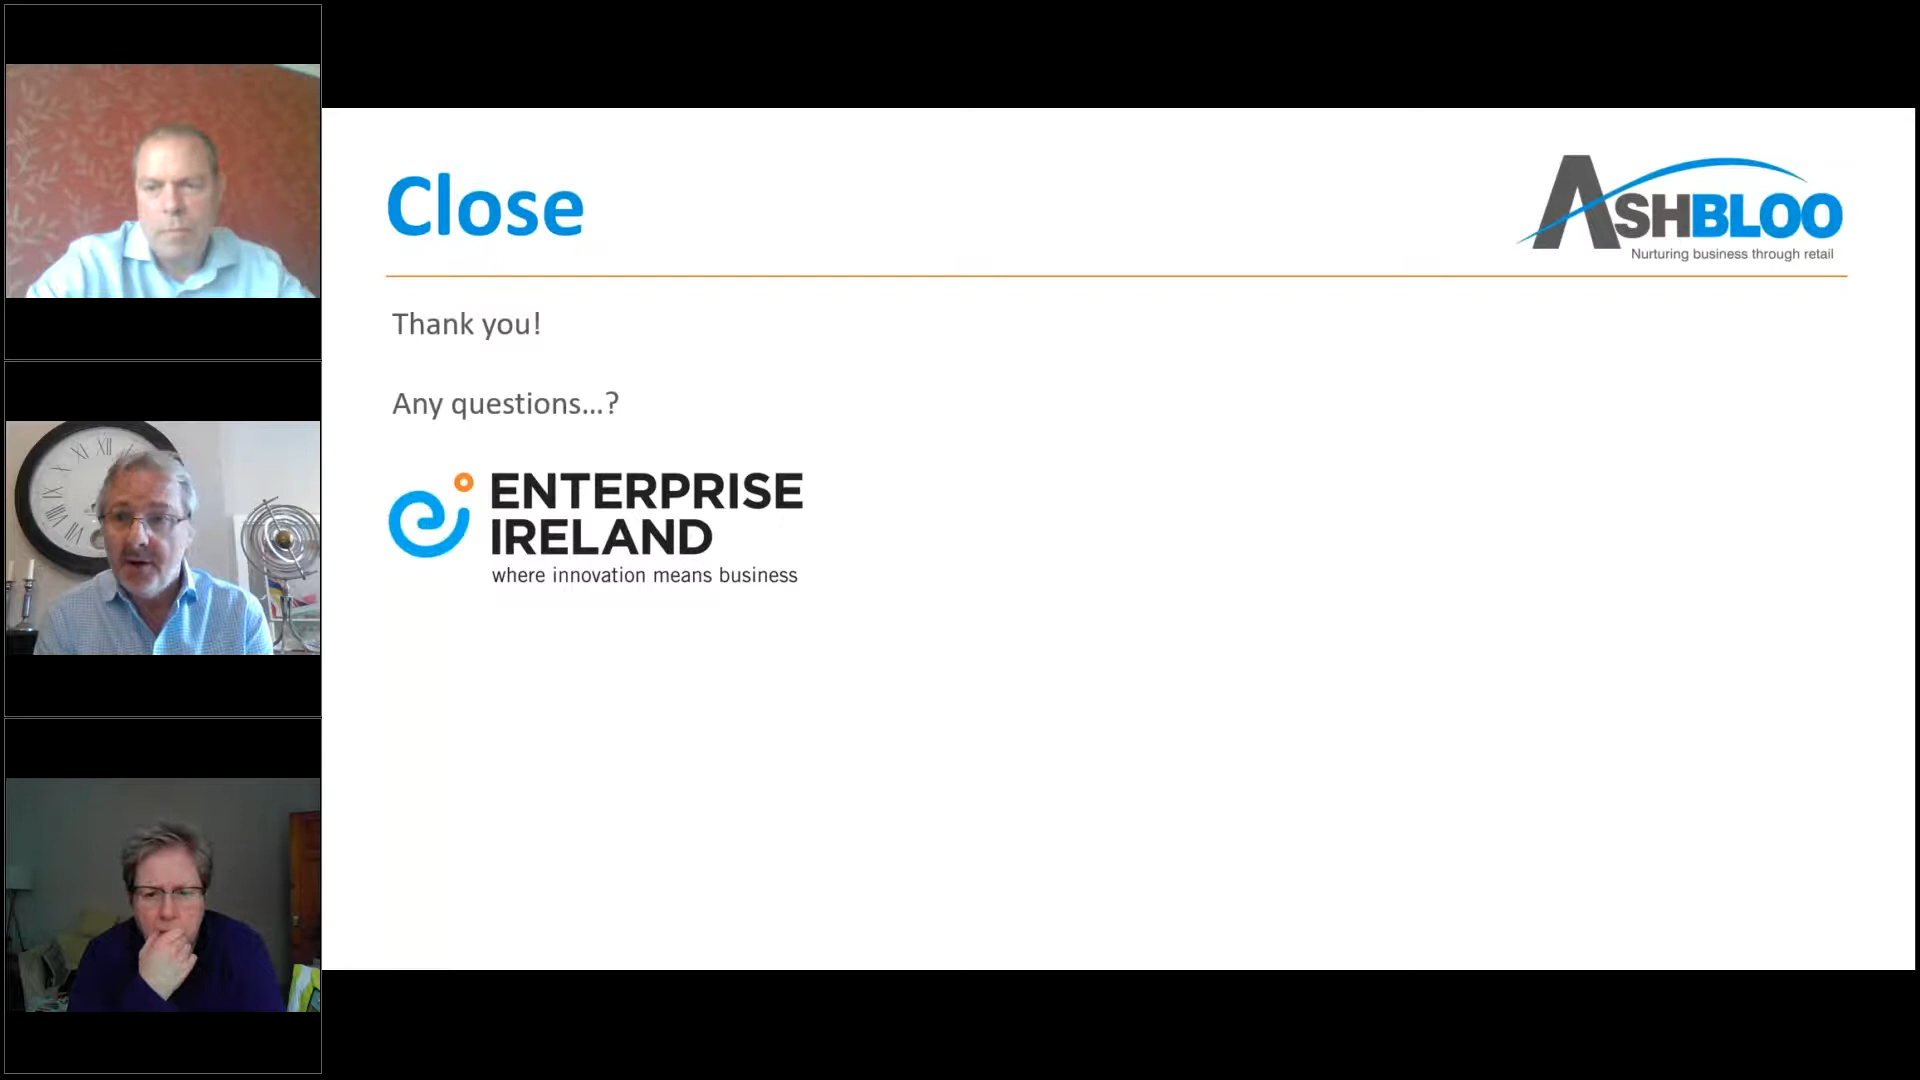 Close
ASHBLOO
Nurturing business through retail
Thank you!
Any questions...?
ENTERPRISE
IRELAND
where innovation means business